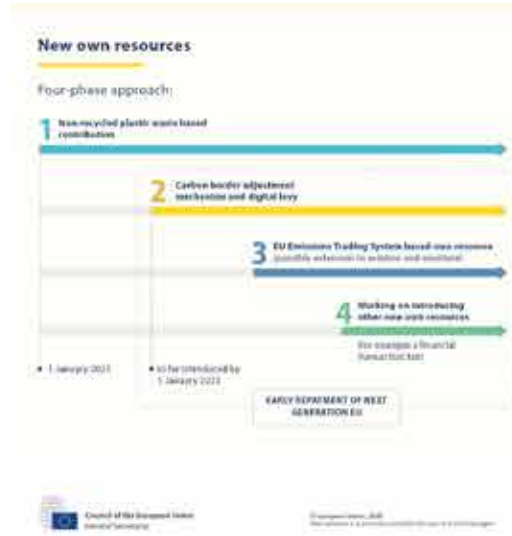 New own resources
Four-phase approach:
1 Non-recycled plastic waste based
contribution
2 Carbon border adjustment
mechanism and digital levy
3 EU Emissions Trading System based own resource
(possible extension to aviation and maritime)
4 Working on introducing
other new own resources
(for example a financial
transaction tax)
• 1 January 2021
• to be introduced by
1 January 2023
EARLY REPAYMENT OF NEXT
GENERATION EU
Council of the European Union
General Secretariat
© European Union, 2020